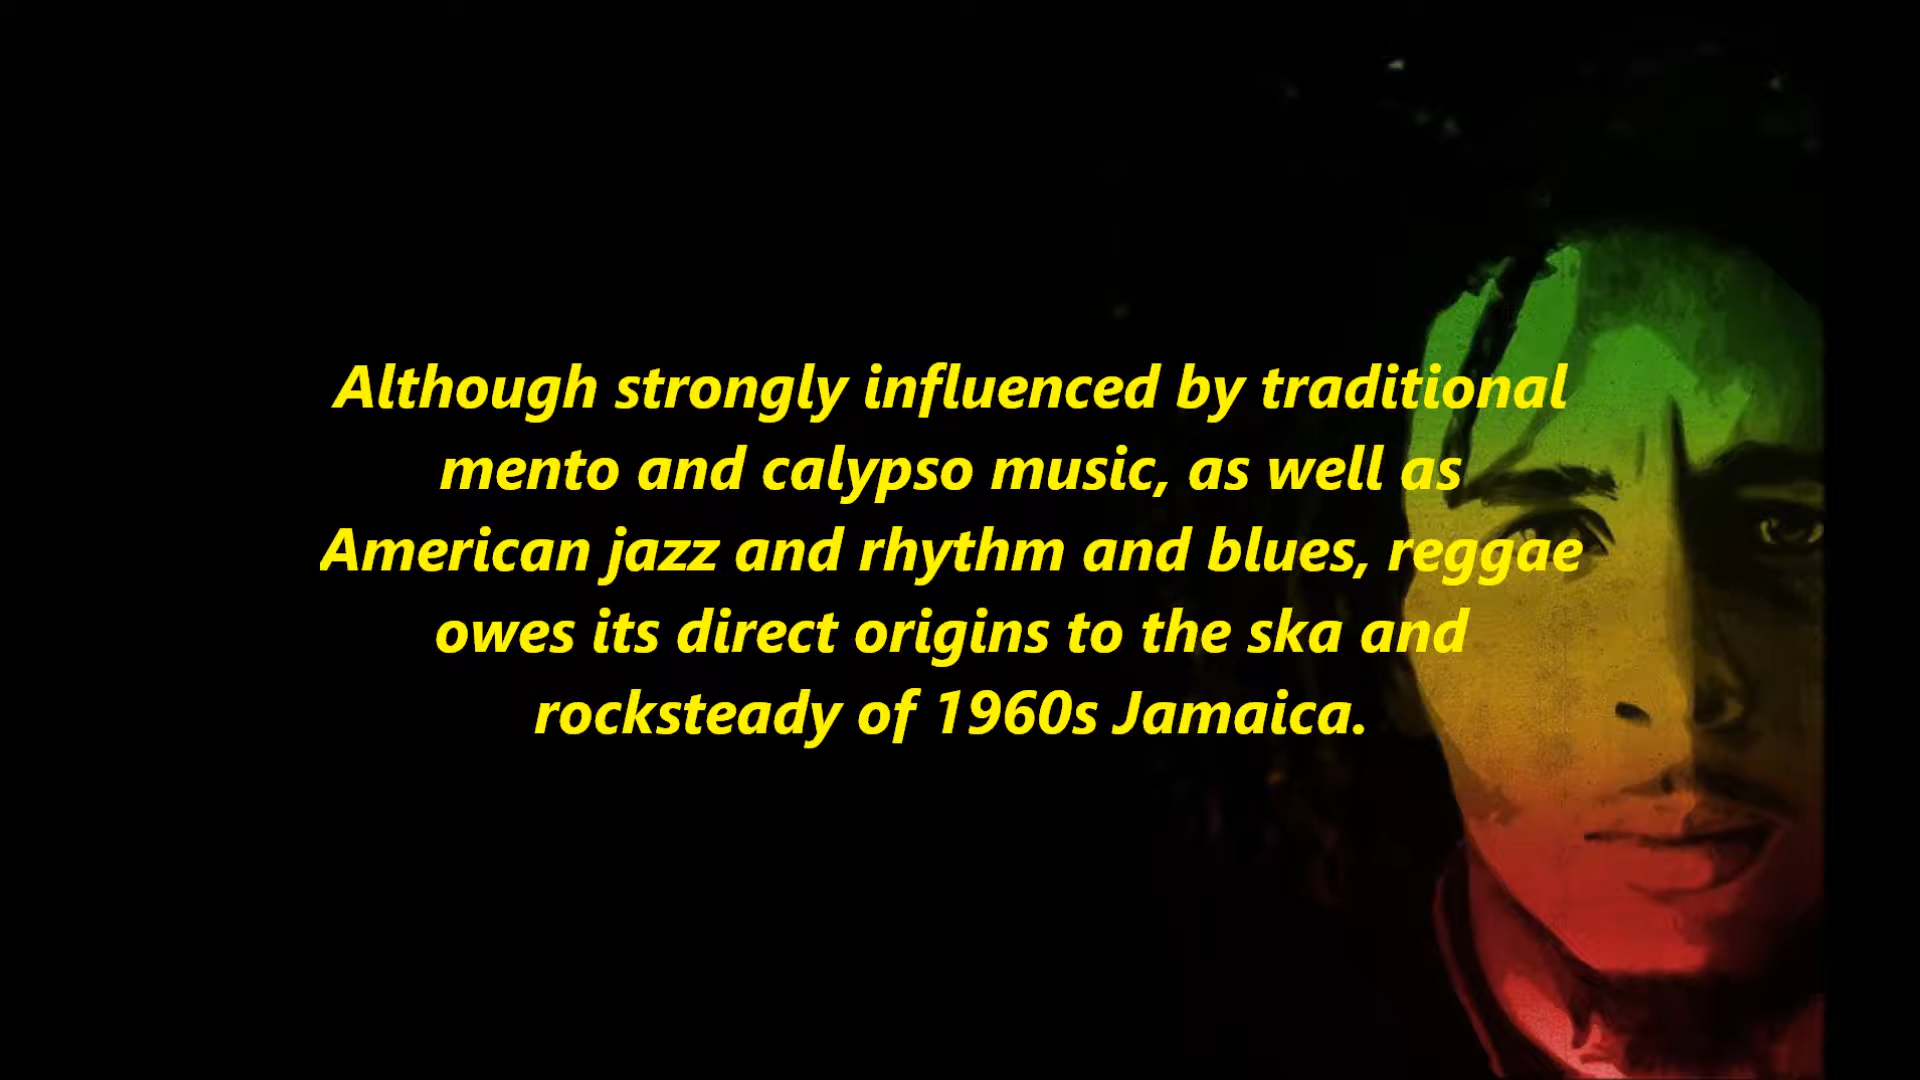 Although strongly influenced by traditional
mento and calypso music, as well as
American jazz and rhythm and blues, reggae
owes its direct origins to the ska and
rocksteady of 1960s Jamaica.